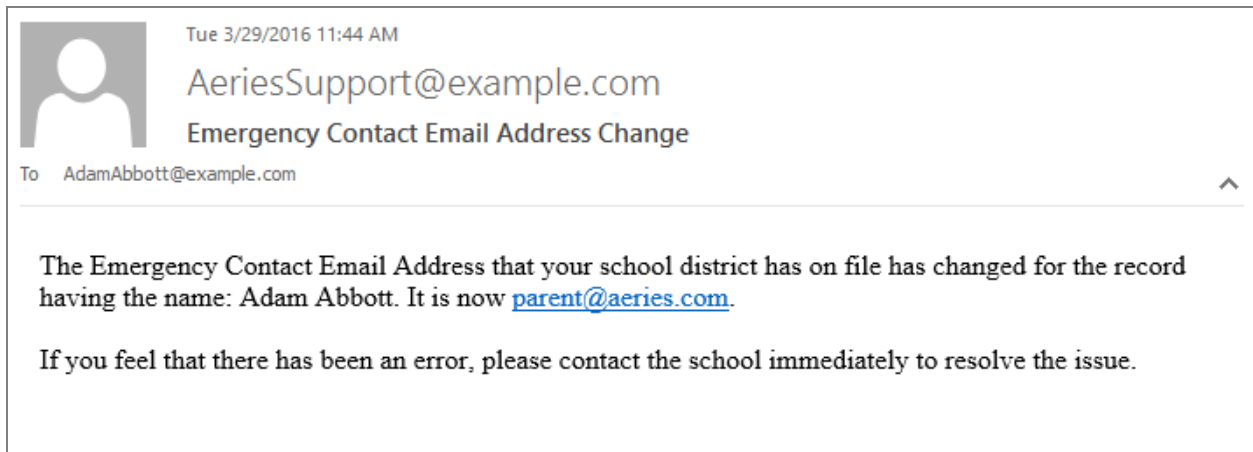 Tue 3/29/2016 11:44 AM
AeriesSupport@example.com
Emergency Contact Email Address Change
To AdamAbbott@example.com
The Emergency Contact Email Address that your school district has on file has changed for the record
having the name: Adam Abbott. It is now parent@aeries.com.
If you feel that there has been an error, please contact the school immediately to resolve the issue.